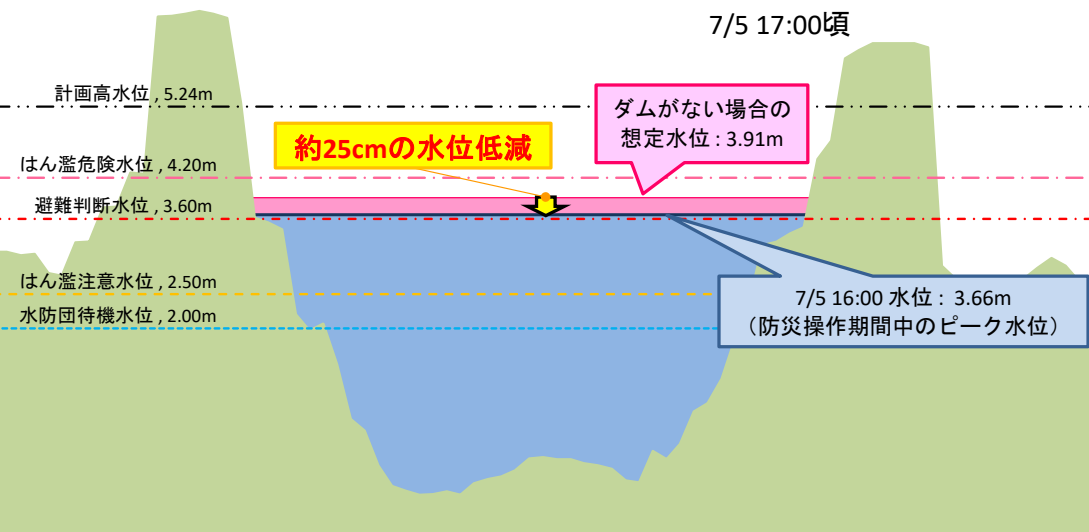 7/5 17:00頃
計画高水位 , 5.24m
ダムがない場合の
想定水位 : 3.91m
約25cmの水位低減
はん濫危険水位 , 4.20m
避難判断水位 , 3.60m
はん濫注意水位 , 2.50m
水防団待機水位 , 2.00m
7/5 16:00 水位 : 3.66m
（防災操作期間中のピーク水位）